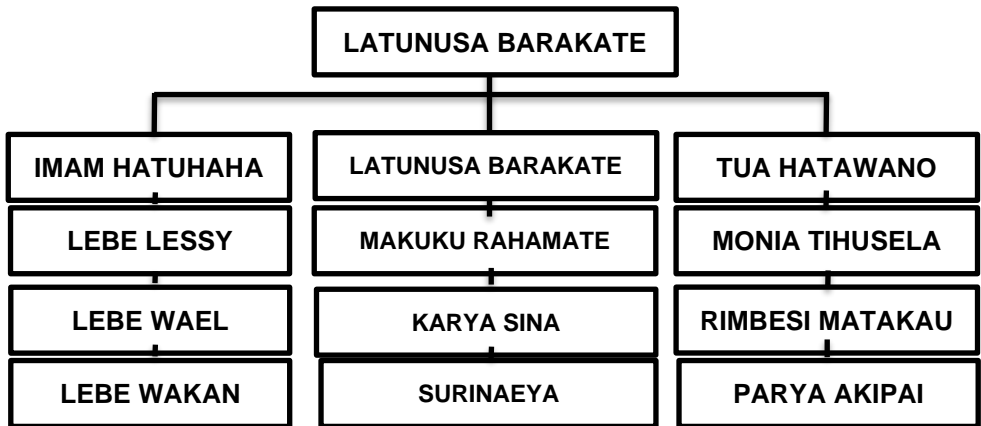 LATUNUSA BARAKATE
IMAM HATUHAHA
LATUNUSA BARAKATE
TUA HATAWANO
LEBE LESSY
MAKUKU RAHAMATE
MONIA TIHUSELA
LEBE WAEL
KARYA SINA
RIMBESI MATAKAU
LEBE WAKAN
SURINAEYA
PARYA AKIPAI